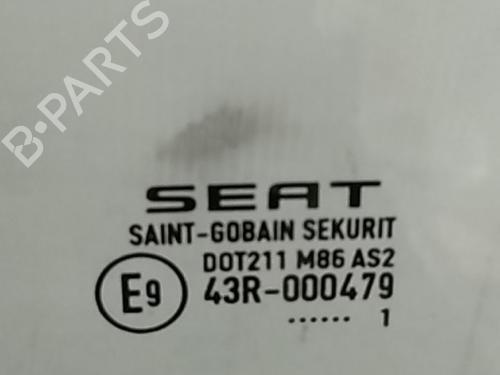 B-PARTS
SEAT
SAINT-GOBAIN SEKURIT
DOT211 M86 AS2
E9 43R-000479
...... 1